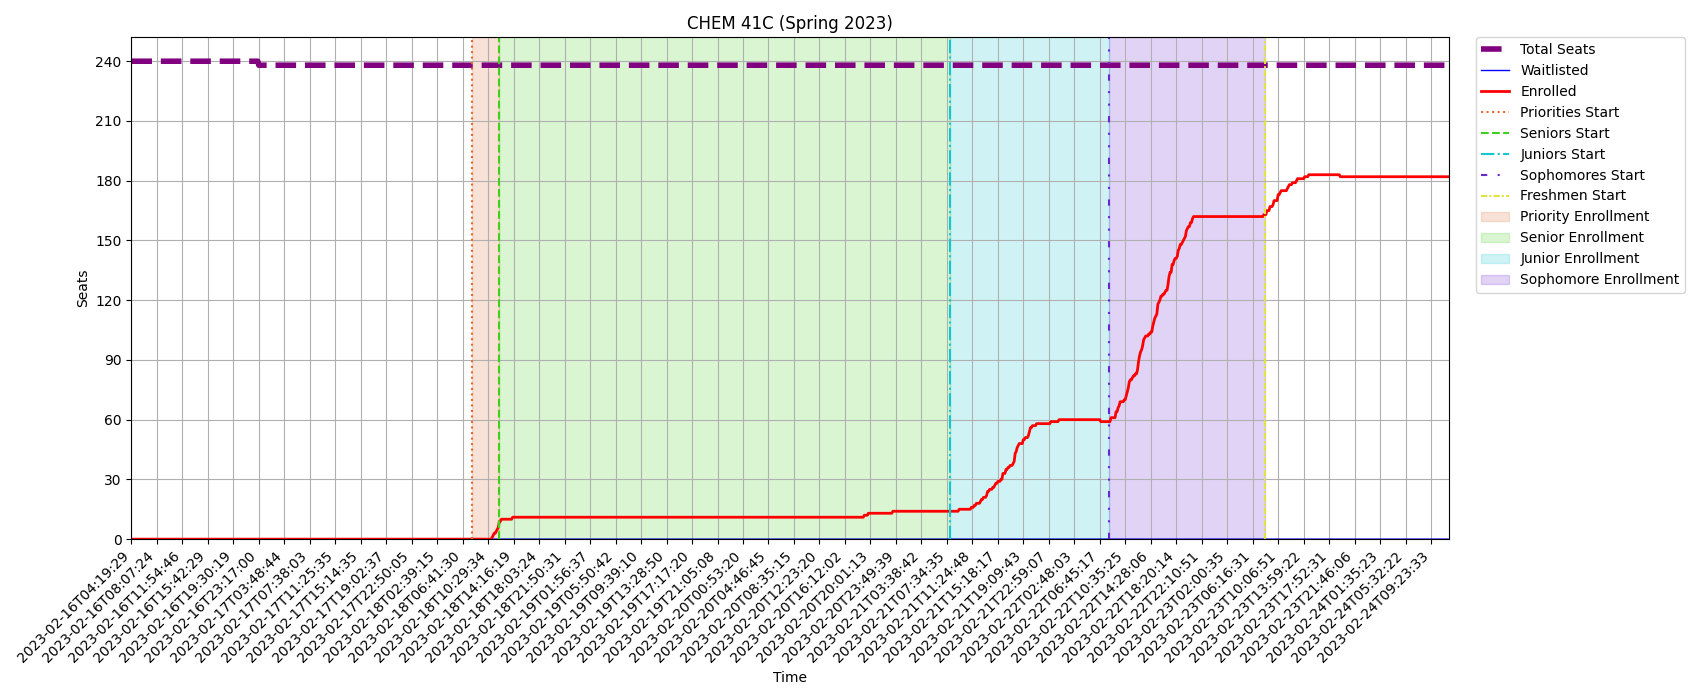 CHEM 41C (Spring 2023)
Total Seats
Waitlisted
Enrolled
Priorities Start
Seniors Start
Juniors Start
Sophomores Start
Freshmen Start
Priority Enrollment
Senior Enrollment
Junior Enrollment
Sophomore Enrollment
Seats
240
210
180
150
120
90
60
30
0
2023-02-16T04:19:29
2023-02-16T08:07:24
2023-02-16T11:54:46
2023-02-16T15:42:29
2023-02-16T19:30:19
2023-02-16T23:17:00
2023-02-17T03:48:44
2023-02-17T07:38:03
2023-02-17T11:25:35
2023-02-17T15:14:35
2023-02-17T19:02:37
2023-02-17T22:50:05
2023-02-18T02:39:15
2023-02-18T06:41:30
2023-02-18T10:29:34
2023-02-18T14:16:19
2023-02-18T18:03:24
2023-02-18T21:50:31
2023-02-19T01:56:37
2023-02-19T05:50:42
2023-02-19T09:39:10
2023-02-19T13:28:50
2023-02-19T17:17:20
2023-02-19T21:05:08
2023-02-20T00:53:20
2023-02-20T04:46:45
2023-02-20T08:35:15
2023-02-20T12:23:20
2023-02-20T16:12:02
2023-02-20T20:01:13
2023-02-20T23:49:39
2023-02-21T03:38:42
2023-02-21T07:34:35
2023-02-21T11:24:48
2023-02-21T15:18:17
2023-02-21T19:09:43
2023-02-21T22:59:07
2023-02-22T02:48:03
2023-02-22T06:45:17
2023-02-22T10:35:25
2023-02-22T14:28:06
2023-02-22T18:20:14
2023-02-22T22:10:51
2023-02-23T02:00:35
2023-02-23T06:16:31
2023-02-23T10:06:51
2023-02-23T13:59:22
2023-02-23T17:52:31
2023-02-23T21:46:06
2023-02-24T01:35:23
2023-02-24T05:32:22
2023-02-24T09:23:33
Time